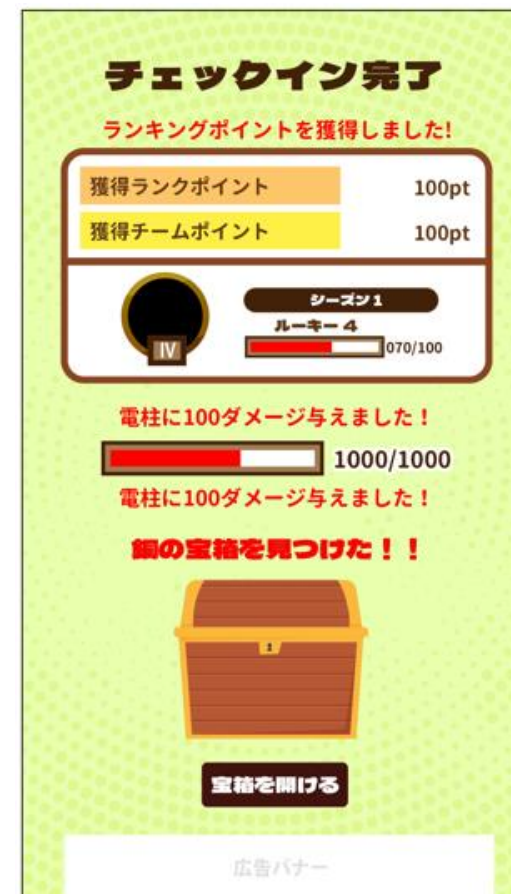 チェックイン完了
ランキングポイントを獲得しました!
獲得ランクポイント 100pt
獲得チームポイント 100pt
シーズン1
ルーキー 4
IV
070/100
電柱に100ダメージ与えました！
1000/1000
電柱に100ダメージ与えました！
銅の宝箱を見つけた！！
宝箱を開ける
広告バナー